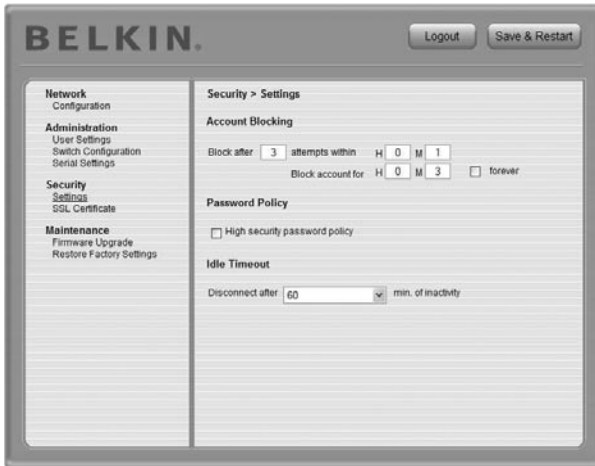 BELKIN.
Logout
Save & Restart
Network
Configuration
Administration
User Settings
Switch Configuration
Serial Settings
Security
Settings
SSL Certificate
Maintenance
Firmware Upgrade
Restore Factory Settings
Security > Settings
Account Blocking
Block after 3 attempts within H 0 M 1
Block account for H 0 M 3 forever
Password Policy
High security password policy
Idle Timeout
Disconnect after 60 min. of inactivity